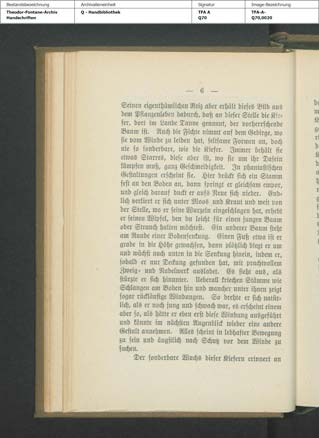 Bestandsbezeichnung Archivalieneinheit Signatur Image-Bezeichnung
Theodor-Fontane-Archiv Q - Handbibliothek TFA A TFA-A-
Handschriften Q70 Q70,0020
— 6 —
Seinen eigenthümlichen Reiz aber erhält dieses Bild aus
dem Pflanzenleben dadurch, daß an dieser Stelle die Kie-
fer, dort im Lande Tanne genannt, der vorherrschende
Baum ist. Auch die Fichte nimmt auf dem Gebirge, wo
sie vom Winde zu leiden hat, seltsame Formen an, doch
nie so sonderbare, wie die Kiefer. Immer behält sie
etwas Starres, diese aber ist, wo sie um ihr Dasein
kämpfen muß, ganz Geschmeidigkeit. In phantastischen
Gestaltungen erscheint sie. Hier drückt sich ein Stamm
fest an den Boden an, dann springt er gleichsam empor,
und gleich darauf duckt er aufs Neue sich nieder. End-
lich verliert er sich unter Moos und Kraut und weit von
der Stelle, wo er seine Wurzeln eingeschlagen hat, erhebt
er seinen Wipfel, den du leicht für einen jungen Baum
oder Strauch halten möchtest. Ein anderer Baum steht
am Rande einer Bodensenkung. Einen Fuß etwa ist er
grade in die Höhe gewachsen, dann plötzlich biegt er um
und wächst nach unten in die Senkung hinein, indem er,
sobald er nur Deckung gefunden hat, mit prachtvollem
Zweig- und Nadelwerk auslädt. Es sieht aus, als
stürzte er sich hinunter. Ueberall kriechen Stämme wie
Schlangen am Boden hin und mancher unter ihnen zeigt
sogar rückläufige Windungen. So drehte er sich natür-
lich, als er noch jung und schwach war, es erscheint einem
aber so, als hätte er eben erst diese Windung ausgeführt
und könnte im nächsten Augenblick wieder eine andere
Gestalt annehmen. Alles scheint in lebhafter Bewegung
zu sein und ängstlich nach Schutz vor dem Winde zu
suchen.
Der sonderbare Wuchs dieser Kiefern erinnert an